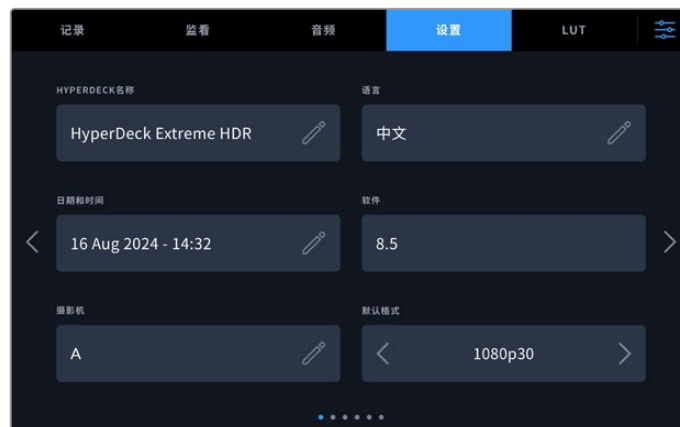 记录 监看 音频 设置 LUT
HYPERDECK名称 语言
HyperDeck Extreme HDR 中文
日期和时间 软件
16 Aug 2024 - 14:32 8.5
摄影机 默认格式
A 1080p30